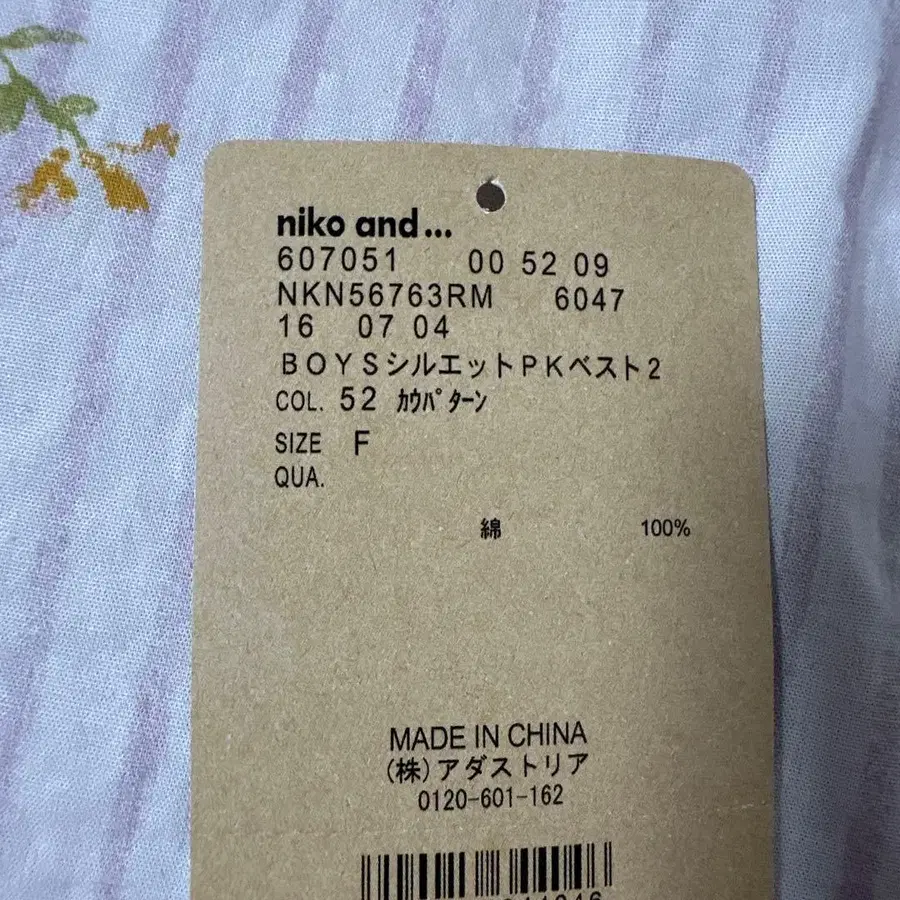 niko and...
607051 00 52 09
NKN56763RM 6047
16 07 04
BOYSシルエットPKベスト2
COL. 52 ｶｳﾊﾟﾀｰﾝ
SIZE F
QUA.
綿 100%
MADE IN CHINA
(株)アダストリア
0120-601-162